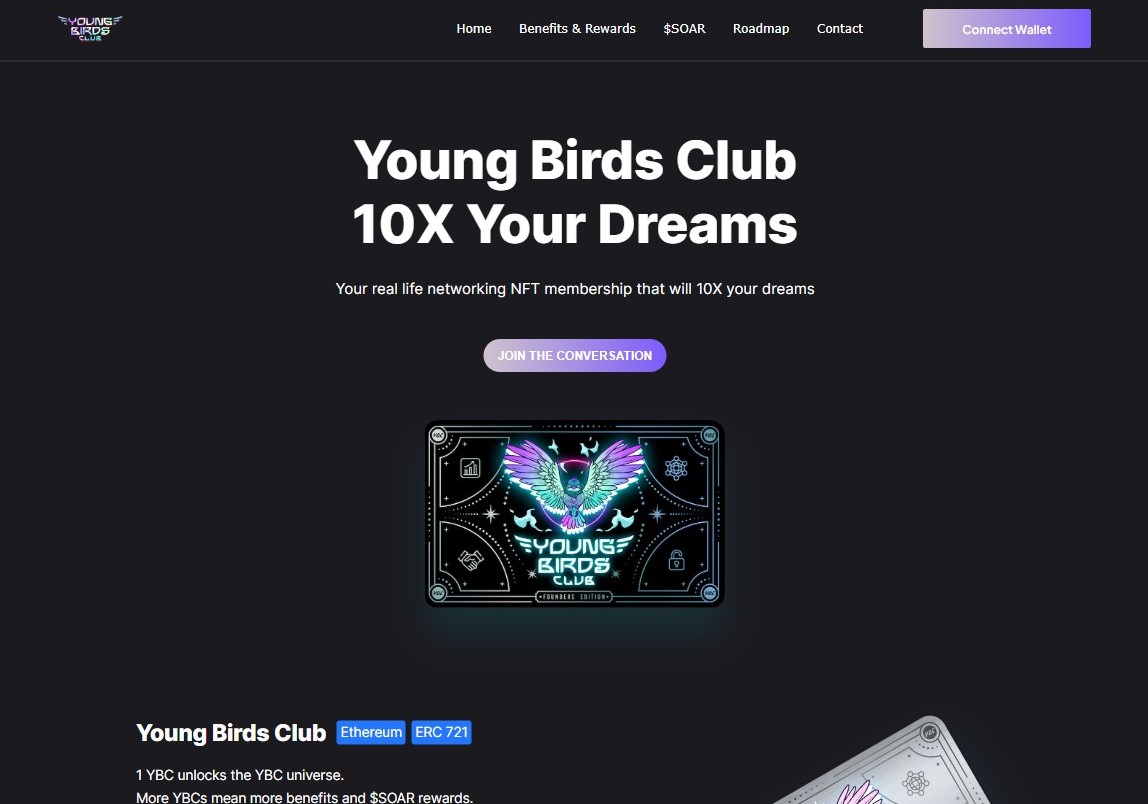 YOUNG
BIRDS
CLUB
Home
Benefits & Rewards
$SOAR
Roadmap
Contact
Connect Wallet
Young Birds Club
10X Your Dreams
Your real life networking NFT membership that will 10X your dreams
JOIN THE CONVERSATION
YBC
YBC
YOUNG
BIRDS
CLUB
YBC
FOUNDERS EDITION
YBC
Young Birds Club
Ethereum
ERC 721
YBC
1 YBC unlocks the YBC universe.
More YBCs mean more benefits and $SOAR rewards.